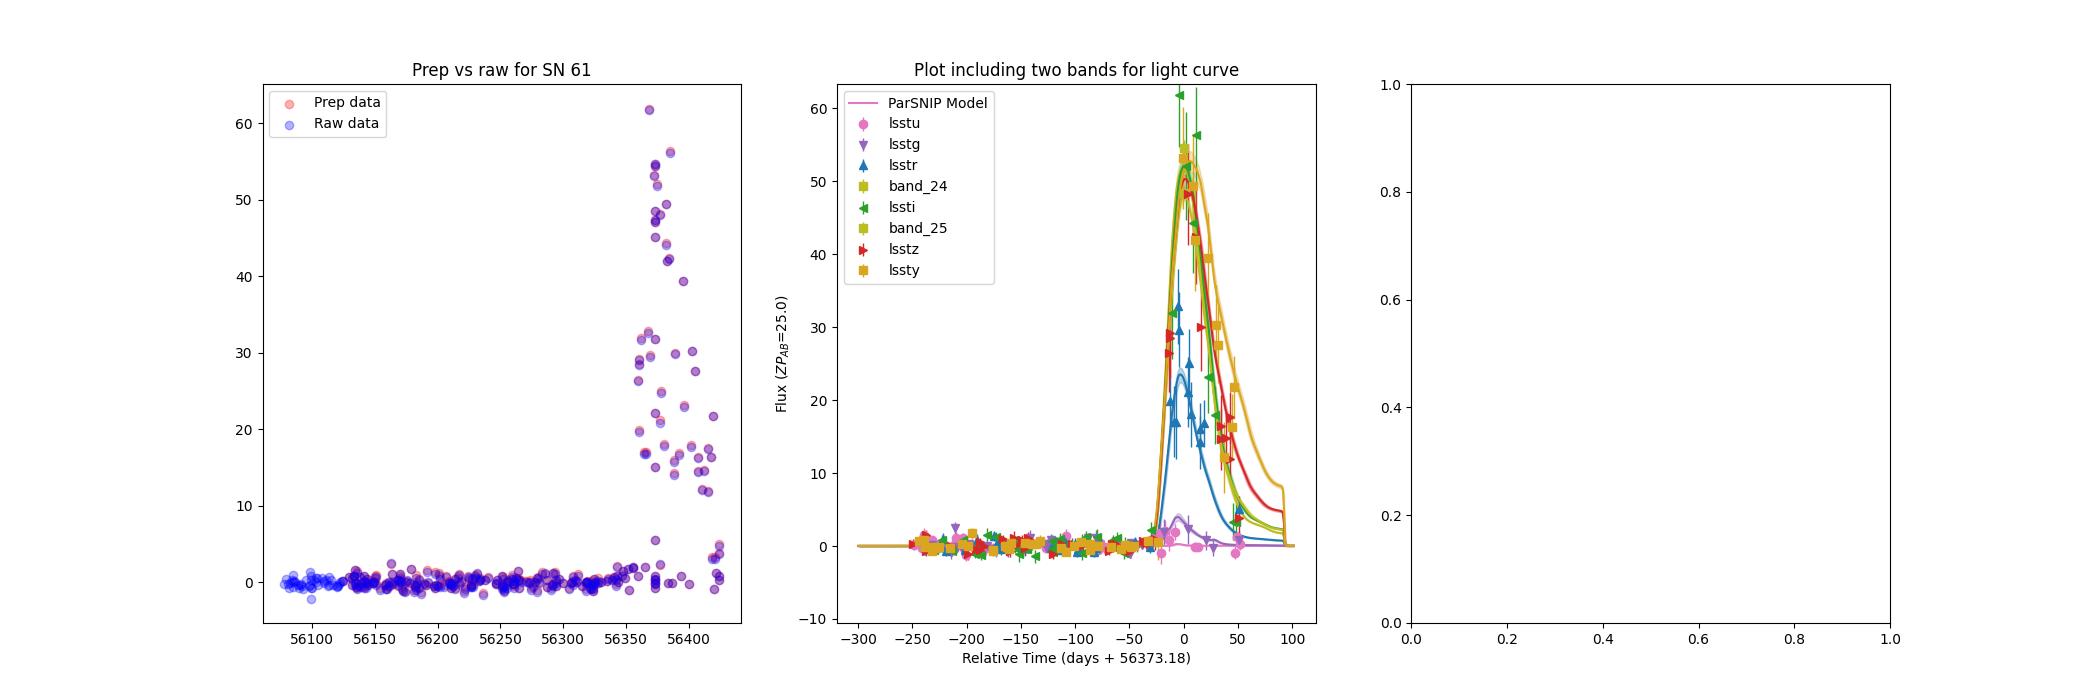 Prep vs raw for SN 61
Prep data
Raw data
60
50
40
30
20
10
0
56100 56150 56200 56250 56300 56350 56400
Plot including two bands for light curve
ParSNIP Model
lsstu
lsstg
lsstr
band_24
lssti
band_25
lsstz
lssty
Flux (ZP_AB=25.0)
60
50
40
30
20
10
0
−10
−300 −250 −200 −150 −100 −50 0 50 100
Relative Time (days + 56373.18)
1.0
0.8
0.6
0.4
0.2
0.0
0.0 0.2 0.4 0.6 0.8 1.0